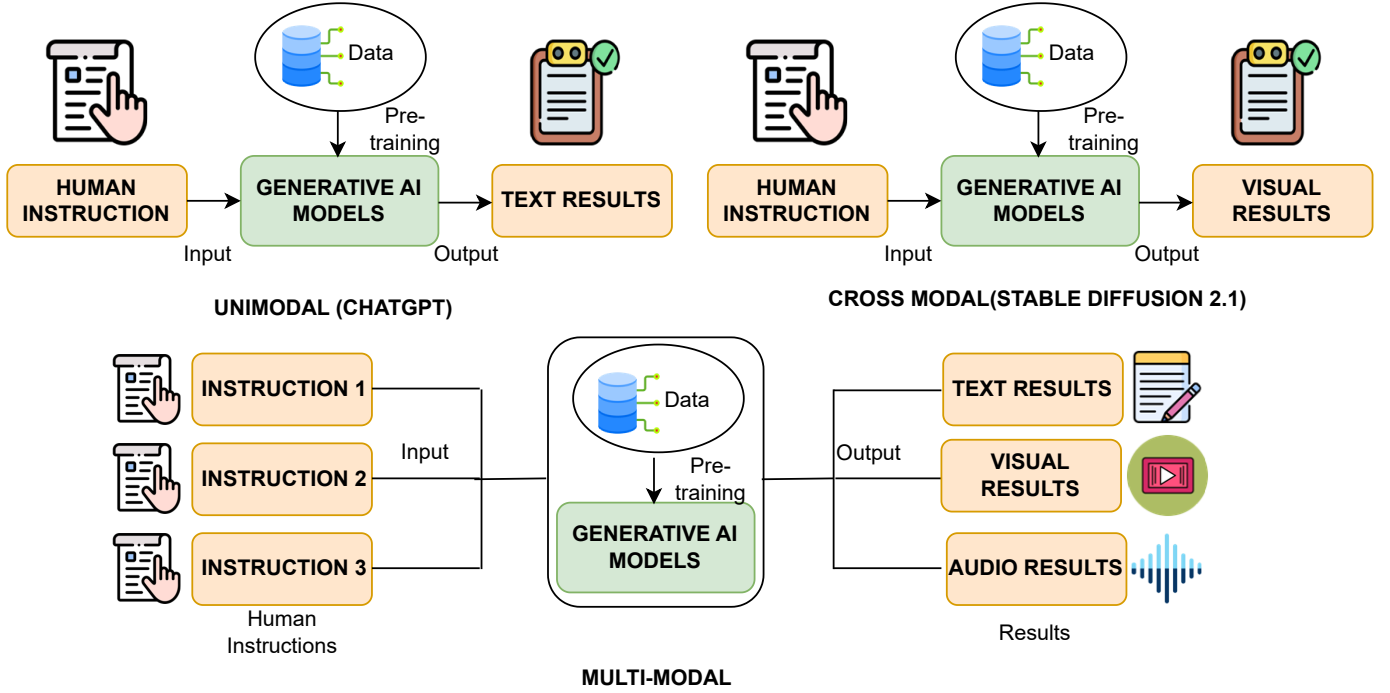 Data
Pre-
training
HUMAN
INSTRUCTION
GENERATIVE AI
MODELS
TEXT RESULTS
Input
Output
UNIMODAL (CHATGPT)
Data
Pre-
training
HUMAN
INSTRUCTION
GENERATIVE AI
MODELS
VISUAL
RESULTS
Input
Output
CROSS MODAL(STABLE DIFFUSION 2.1)
INSTRUCTION 1
INSTRUCTION 2
INSTRUCTION 3
Human
Instructions
Input
Data
Pre-
training
GENERATIVE AI
MODELS
Output
TEXT RESULTS
VISUAL
RESULTS
AUDIO RESULTS
Results
MULTI-MODAL